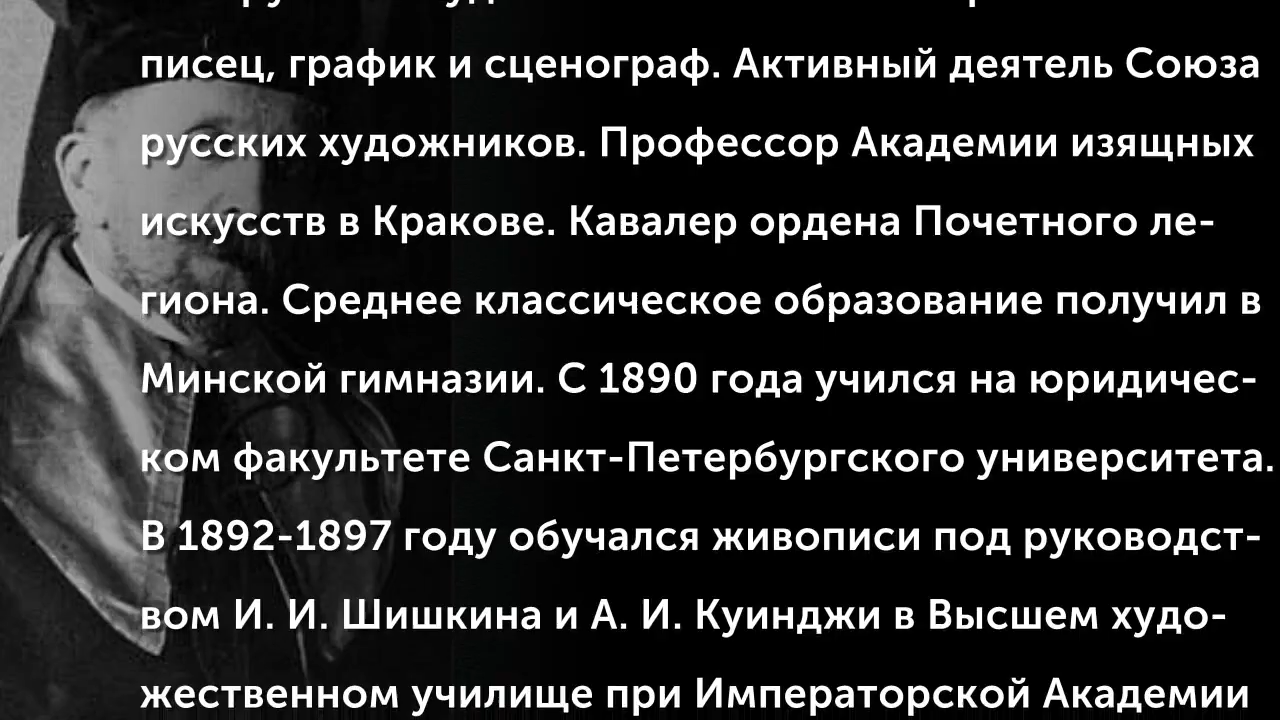 писец, график и сценограф. Активный деятель Союза
русских художников. Профессор Академии изящных
искусств в Кракове. Кавалер ордена Почетного ле-
гиона. Среднее классическое образование получил в
Минской гимназии. С 1890 года учился на юридичес-
ком факультете Санкт-Петербургского университета.
В 1892-1897 году обучался живописи под руководст-
вом И. И. Шишкина и А. И. Куинджи в Высшем худо-
жественном училище при Императорской Академии